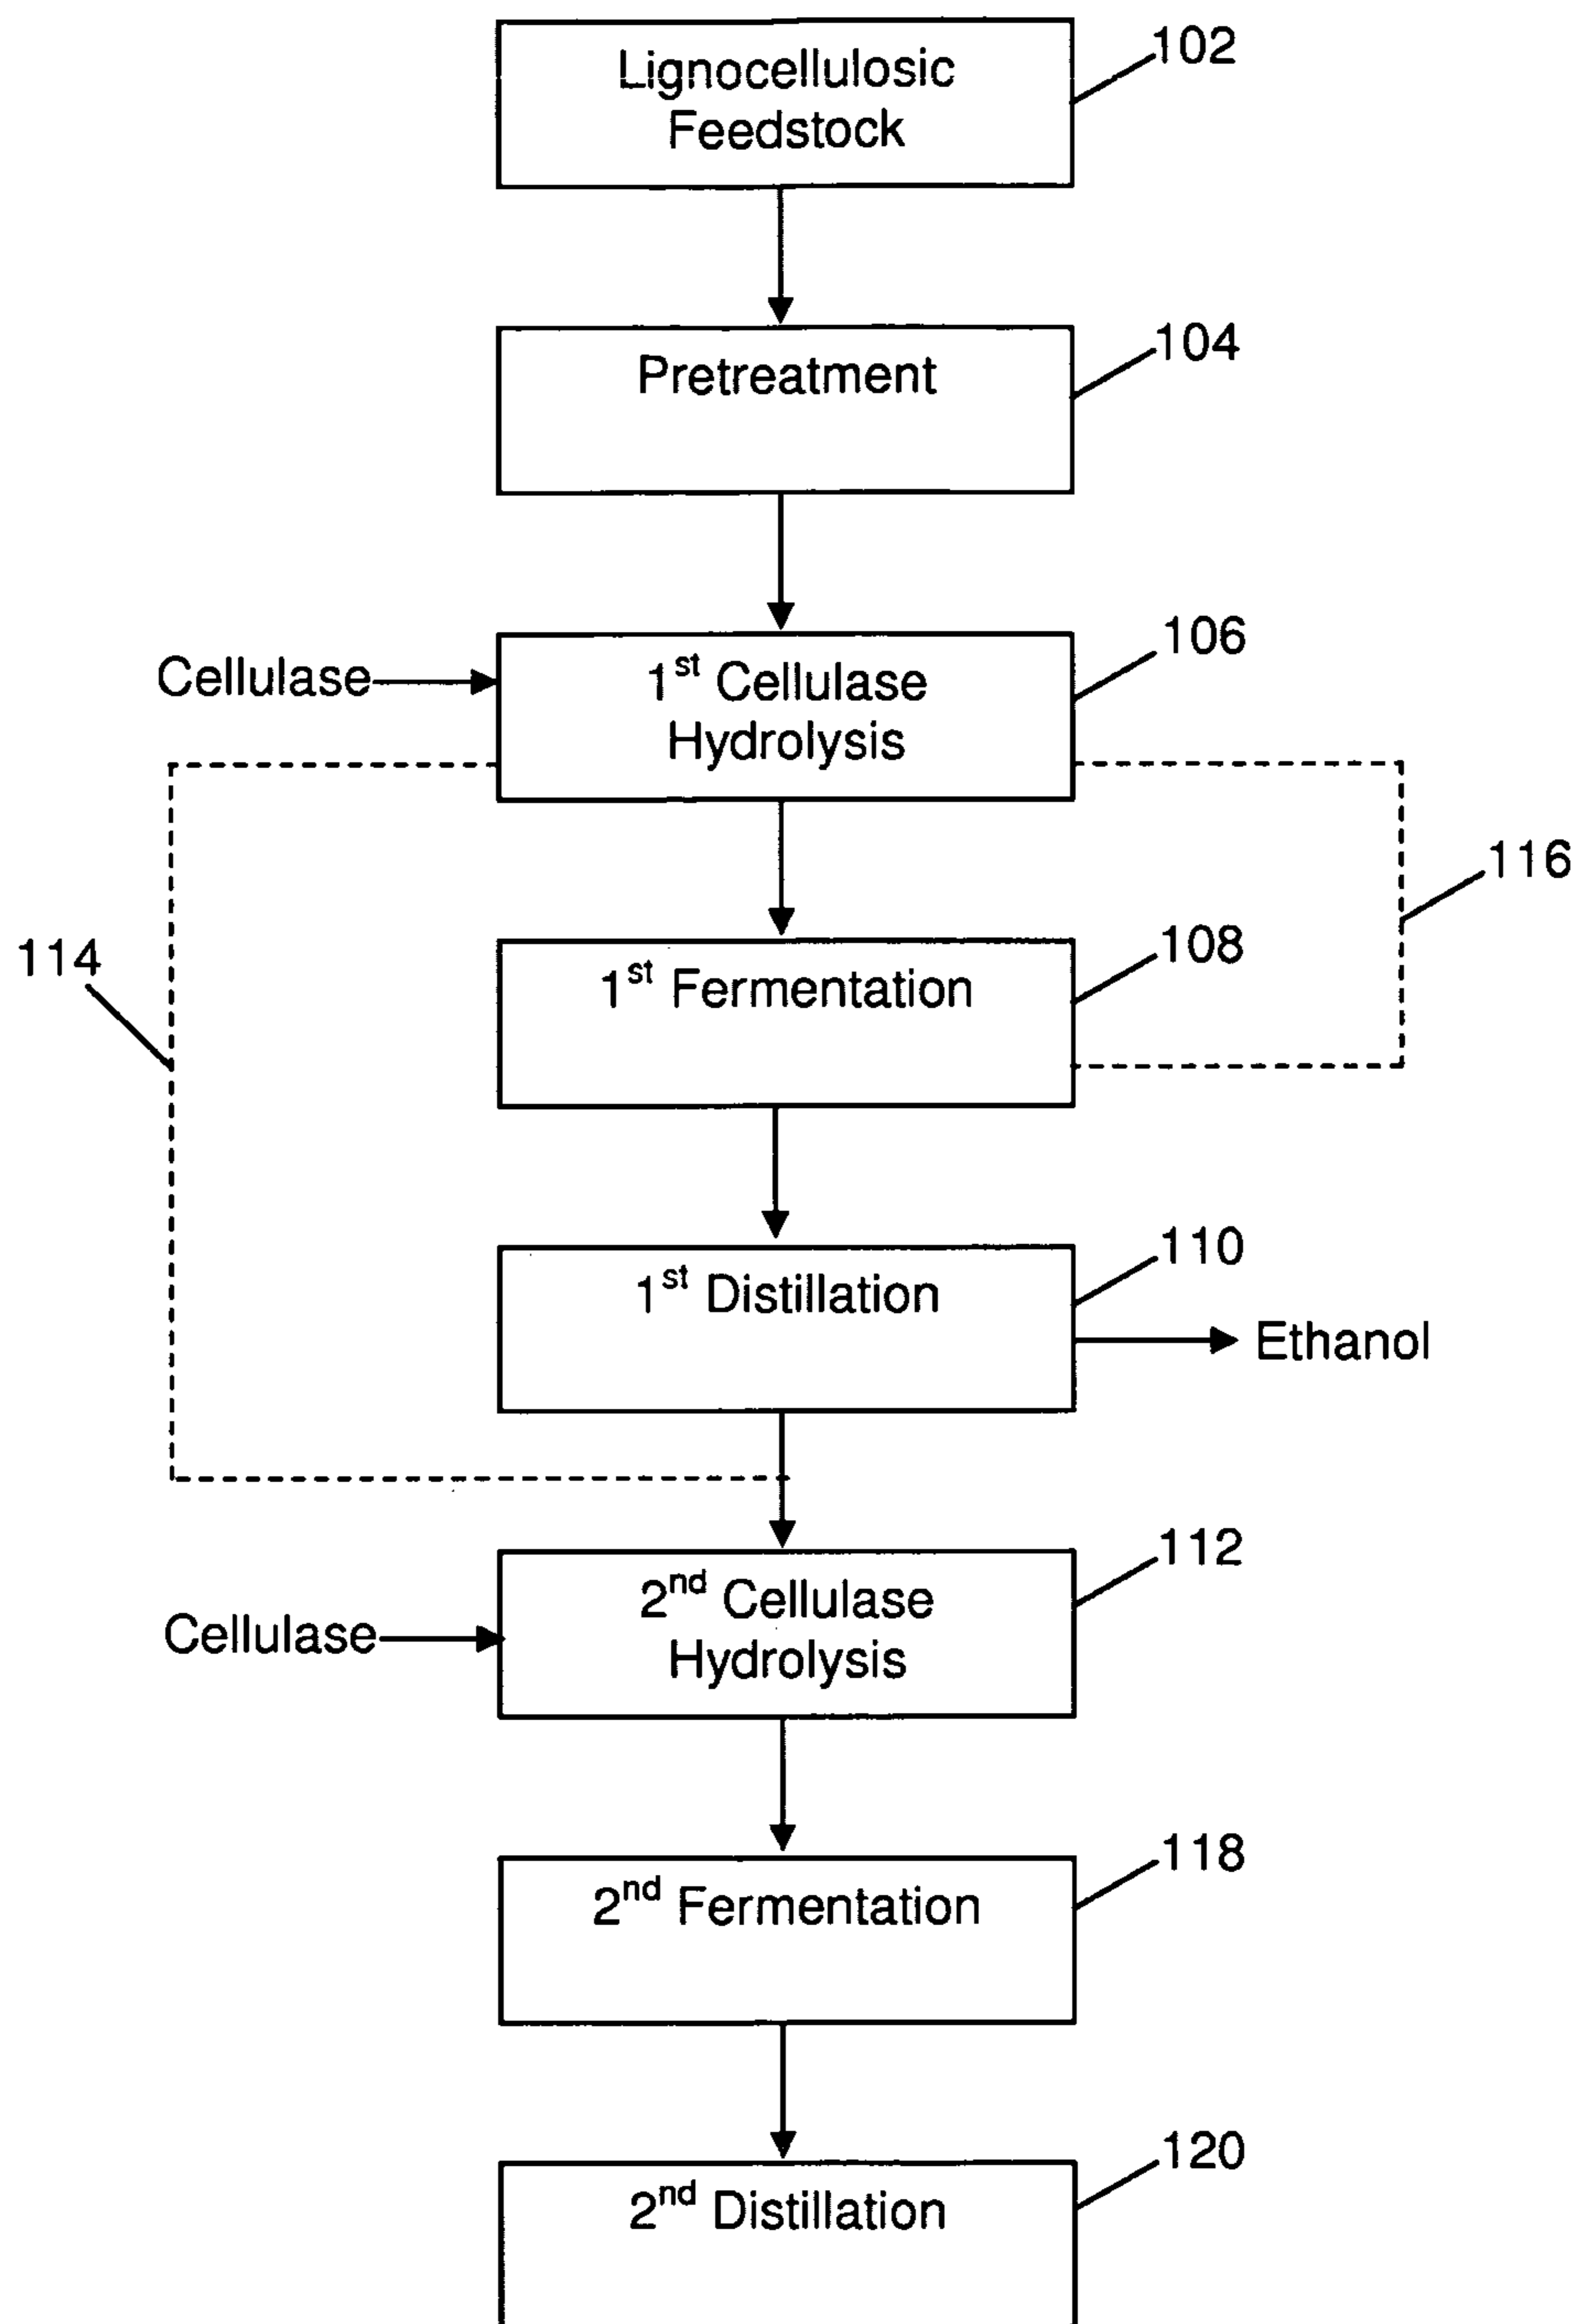 Lignocellulosic
Feedstock
102
Pretreatment
104
Cellulase
1st Cellulase
Hydrolysis
106
116
114
1st Fermentation
108
1st Distillation
110
Ethanol
Cellulase
2nd Cellulase
Hydrolysis
112
2nd Fermentation
118
2nd Distillation
120